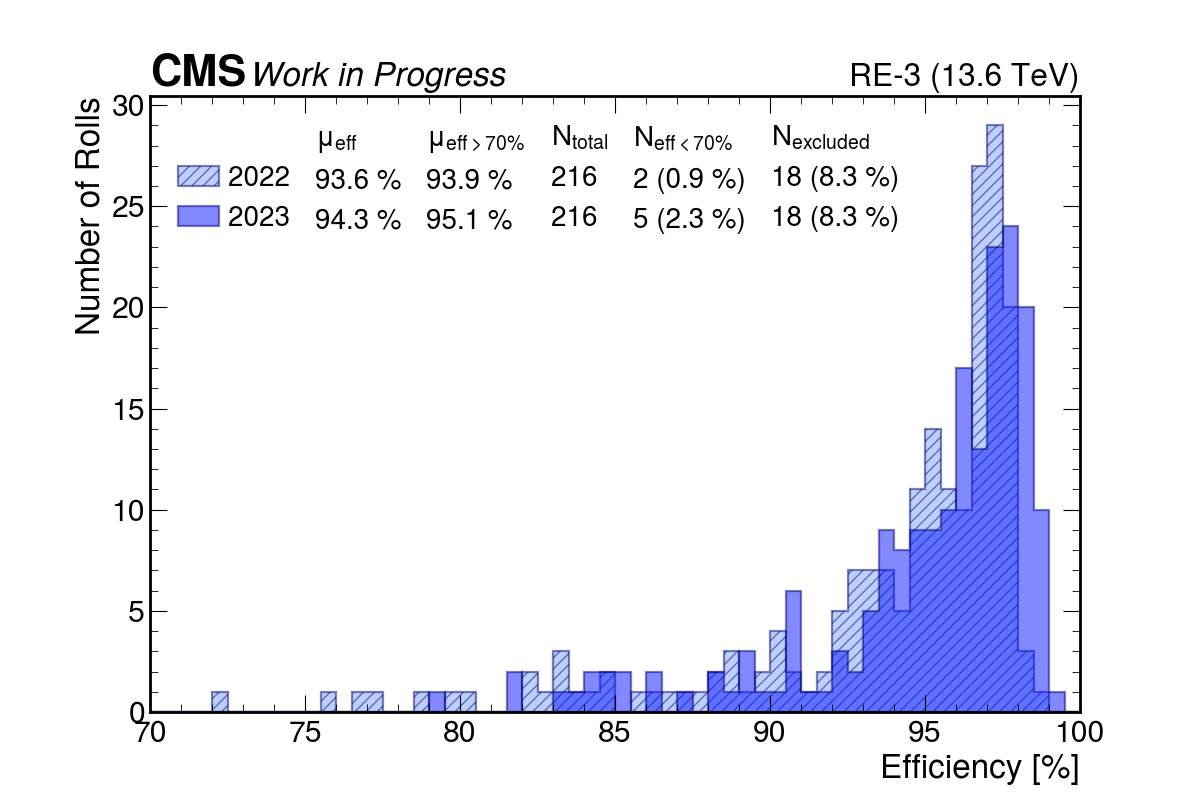 CMS Work in Progress RE-3 (13.6 TeV)
Number of Rolls
30
25
20
15
10
5
0
μeff μeff > 70% Ntotal Neff < 70% Nexcluded
2022 93.6 % 93.9 % 216 2 (0.9 %) 18 (8.3 %)
2023 94.3 % 95.1 % 216 5 (2.3 %) 18 (8.3 %)
70 75 80 85 90 95 100
Efficiency [%]